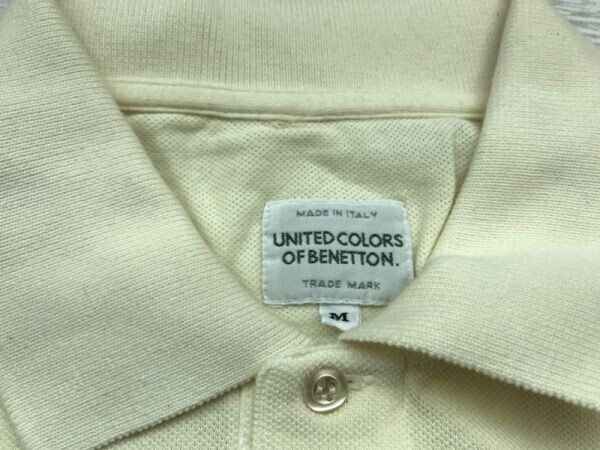 MADE IN ITALY
UNITED COLORS
OF BENETTON.
TRADE MARK
M